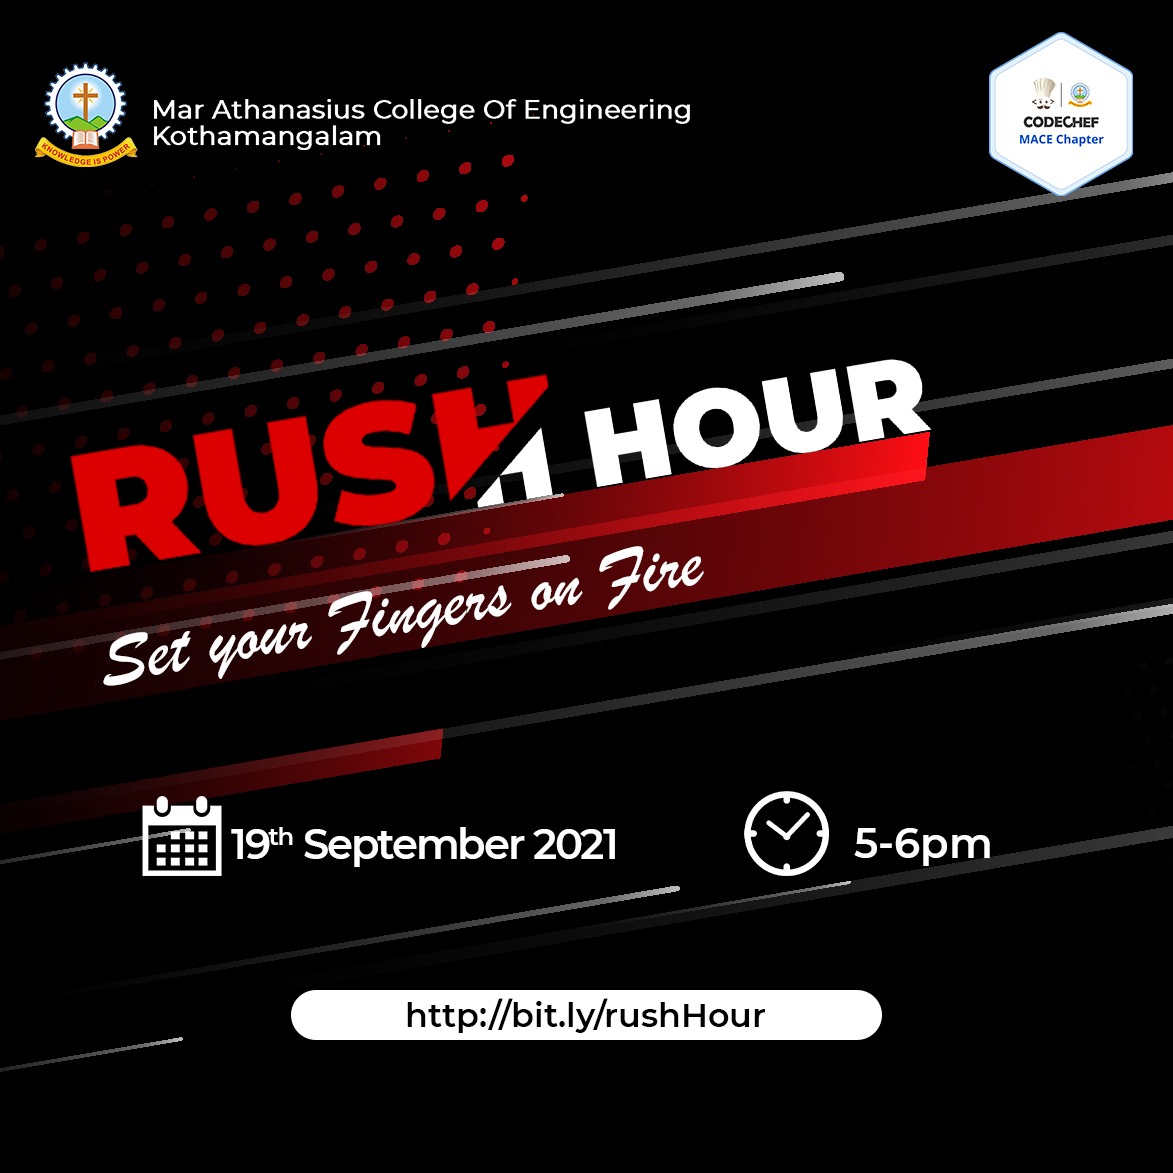 Mar Athanasius College Of Engineering
Kothamangalam
KNOWLEDGE IS POWER
CODECHEF
MACE Chapter
RUSH HOUR
Set your Fingers on Fire
19th September 2021
5-6pm
http://bit.ly/rushHour